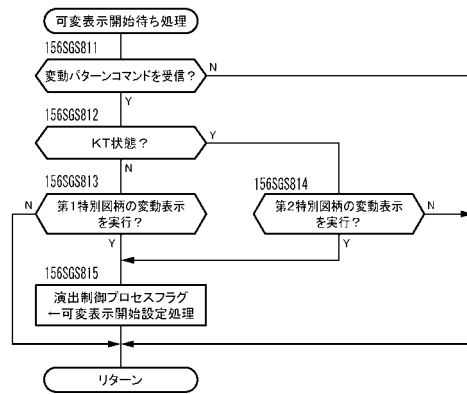 可変表示開始待ち処理
156SGS811
変動パターンコマンドを受信？
N
Y
156SGS812
KT状態？
Y
N
156SGS813
第1特別図柄の変動表示
を実行？
N
Y
156SGS814
第2特別図柄の変動表示
を実行？
N
Y
156SGS815
演出制御プロセスフラグ
←可変表示開始設定処理
リターン